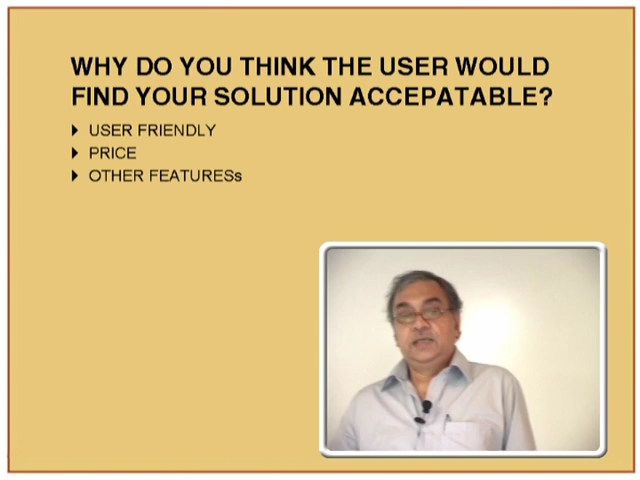 WHY DO YOU THINK THE USER WOULD
FIND YOUR SOLUTION ACCEPATABLE?
USER FRIENDLY
PRICE
OTHER FEATURESs